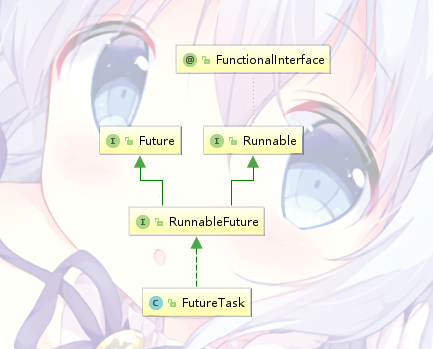 @ FunctionalInterface
I Future
I Runnable
I RunnableFuture
C FutureTask